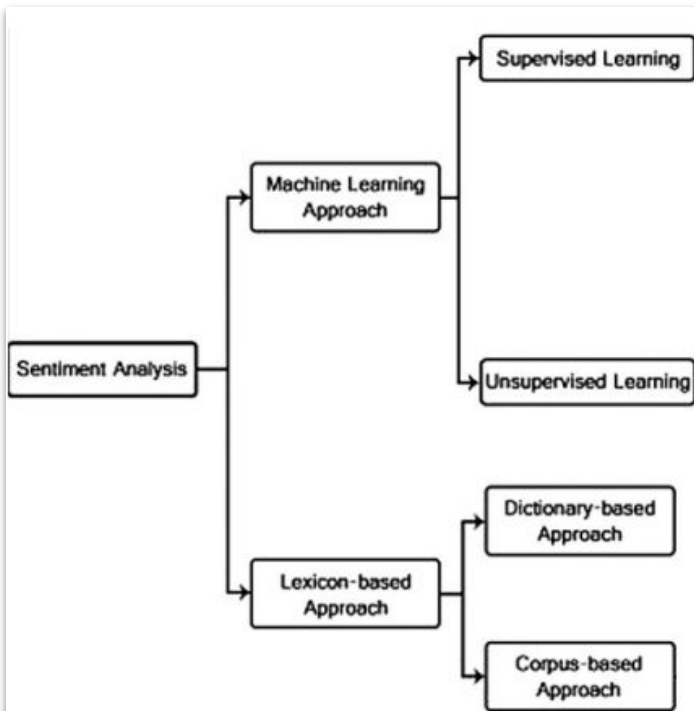 Supervised Learning
Machine Learning
Approach
Sentiment Analysis
Unsupervised Learning
Dictionary-based
Approach
Lexicon-based
Approach
Corpus-based
Approach